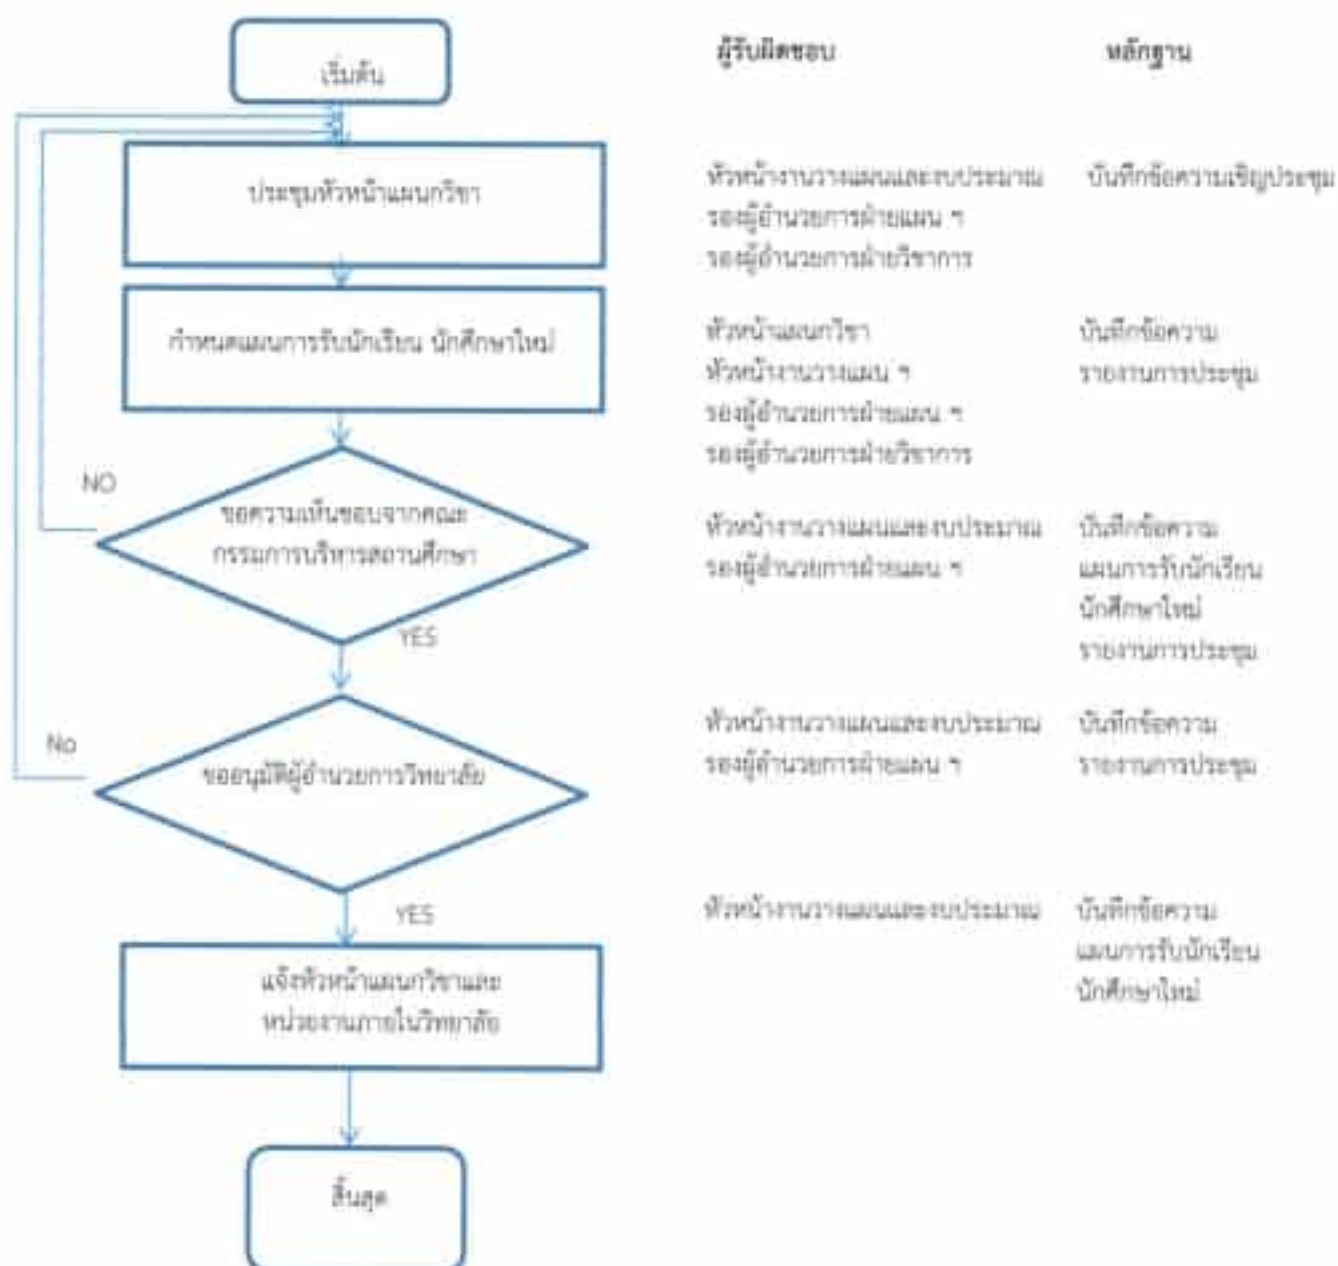 ผู้รับผิดชอบ หลักฐาน
เริ่มต้น
ประชุมหัวหน้าแผนกวิชา
หัวหน้างานวางแผนและงบประมาณ บันทึกข้อความเชิญประชุม
รองผู้อำนวยการฝ่ายแผน ฯ
รองผู้อำนวยการฝ่ายวิชาการ
กำหนดแผนการรับนักเรียน นักศึกษาใหม่
หัวหน้าแผนกวิชา บันทึกข้อความ
หัวหน้างานวางแผน ฯ รายงานการประชุม
รองผู้อำนวยการฝ่ายแผน ฯ
รองผู้อำนวยการฝ่ายวิชาการ
NO
ขอความเห็นชอบจากคณะ
กรรมการบริหารสถานศึกษา
YES
หัวหน้างานวางแผนและงบประมาณ บันทึกข้อความ
รองผู้อำนวยการฝ่ายแผน ฯ แผนการรับนักเรียน
นักศึกษาใหม่
รายงานการประชุม
No
ขออนุมัติผู้อำนวยการวิทยาลัย
YES
หัวหน้างานวางแผนและงบประมาณ บันทึกข้อความ
รองผู้อำนวยการฝ่ายแผน ฯ รายงานการประชุม
แจ้งหัวหน้าแผนกวิชาและ
หน่วยงานภายในวิทยาลัย
หัวหน้างานวางแผนและงบประมาณ บันทึกข้อความ
แผนการรับนักเรียน
นักศึกษาใหม่
สิ้นสุด